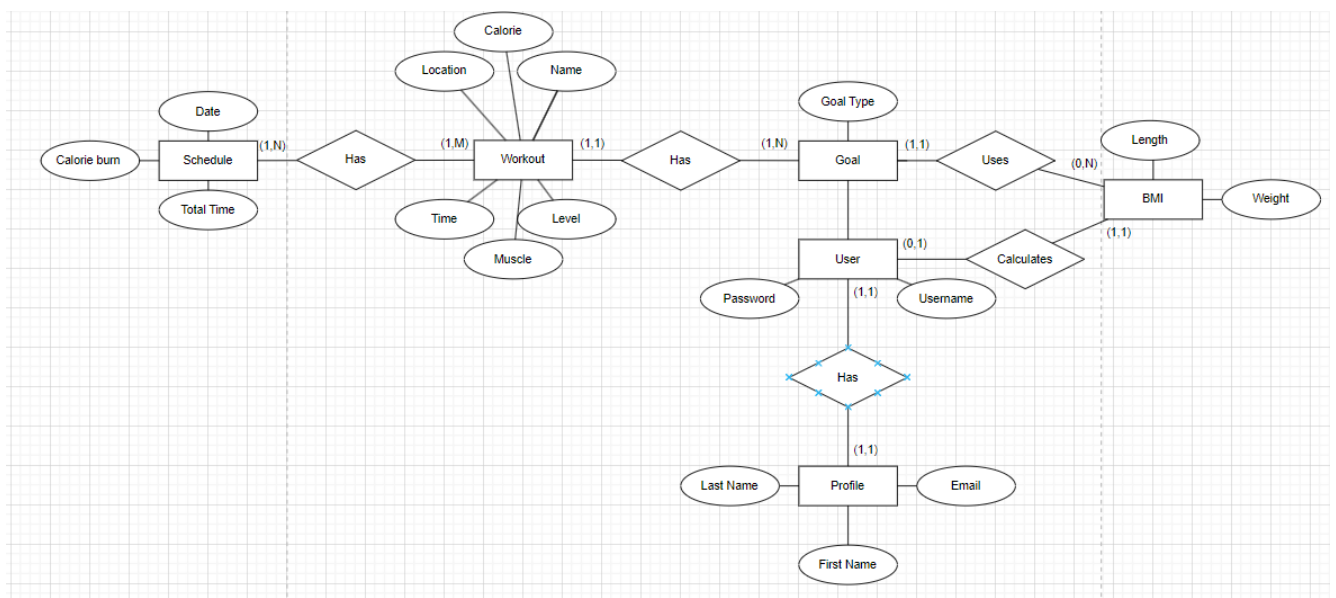 Calorie
Location
Name
Date
Goal Type
Length
Calorie burn
Schedule
(1,N)
Has
(1,M)
Workout
(1,1)
Has
(1,N)
Goal
(1,1)
Uses
(0,N)
BMI
Weight
Total Time
Time
Level
Muscle
User
(0,1)
Calculates
(1,1)
Password
(1,1)
Username
Has
(1,1)
Last Name
Profile
Email
First Name